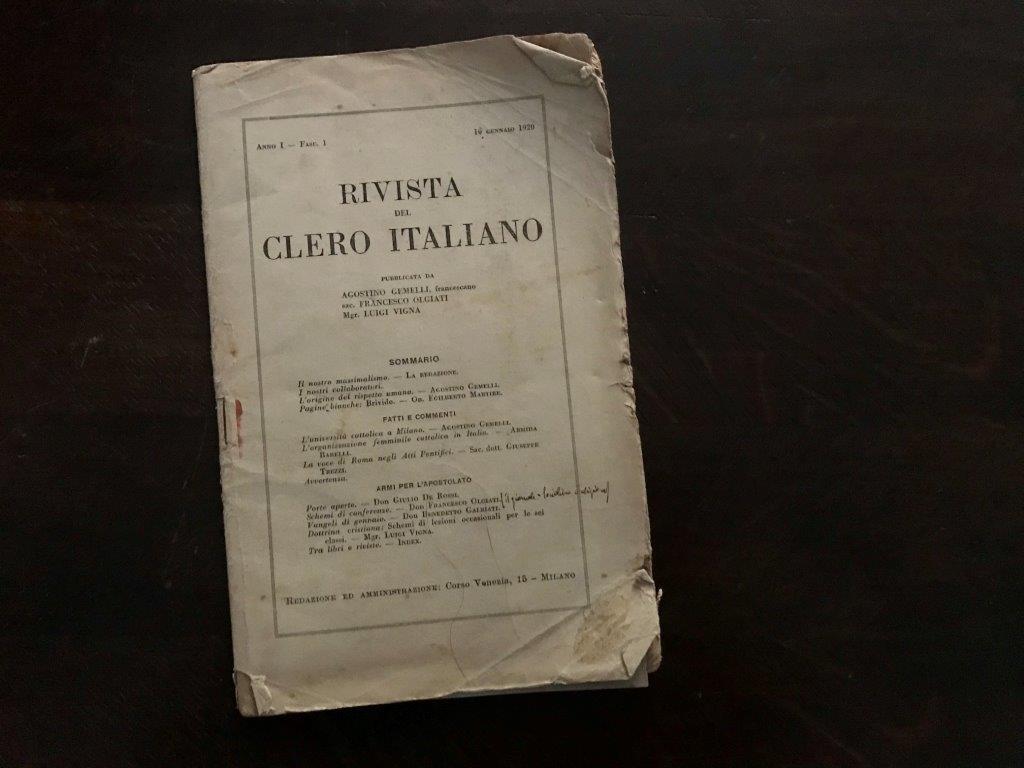 Anno I — Fasc. 1
1º gennaio 1920
RIVISTA
DEL
CLERO ITALIANO
PUBBLICATA DA
AGOSTINO GEMELLI, francescano
sac. FRANCESCO OLGIATI
Mgr. LUIGI VIGNA
SOMMARIO
Il nostro massimalismo. — La redazione.
I nostri collaboratori.
L'origine del rispetto umano. — Agostino Gemelli.
Pagine bianche: Brivido. — On. Egilberto Martire.
FATTI E COMMENTI
L'università cattolica a Milano. — Agostino Gemelli.
L'organizzazione femminile cattolica in Italia. — Armida
Barelli.
La voce di Roma negli Atti Pontifici. — Sac. dott. Giuseppe
Trezzi.
Avvertenza.
ARMI PER L'APOSTOLATO
Porte aperte. — Don Giulio De Rossi.
Schemi di conferenze. — Don Francesco Olgiati.
Vangeli di gennaio. — Don Benedetto Galbiati.
Dottrina cristiana: Schemi di lezioni occasionali per le sei
classi. — Mgr. Luigi Vigna.
Tra libri e riviste. — Index.
Redazione ed amministrazione: Corso Venezia, 15 - Milano